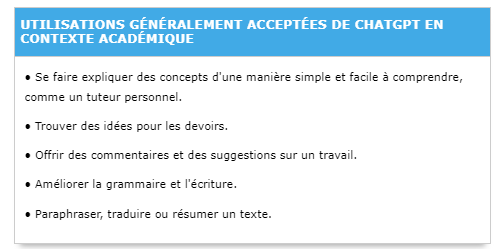 UTILISATIONS GÉNÉRALEMENT ACCEPTÉES DE CHATGPT EN
CONTEXTE ACADÉMIQUE
• Se faire expliquer des concepts d'une manière simple et facile à comprendre,
comme un tuteur personnel.
• Trouver des idées pour les devoirs.
• Offrir des commentaires et des suggestions sur un travail.
• Améliorer la grammaire et l'écriture.
• Paraphraser, traduire ou résumer un texte.